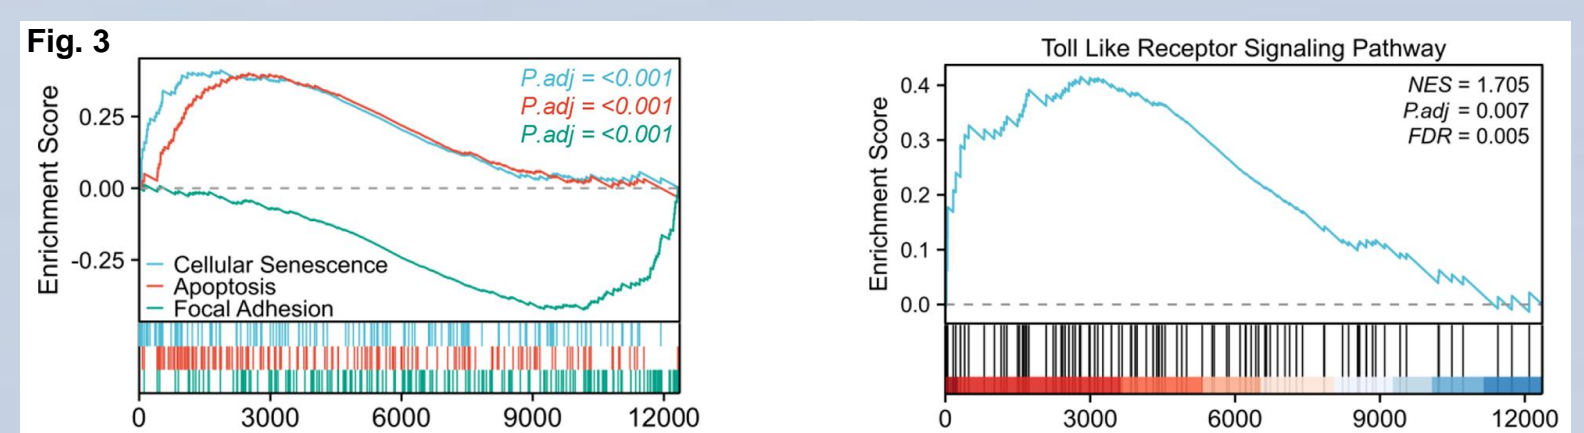 Fig. 3
Enrichment Score
0.25
0.00
-0.25
P.adj = <0.001
P.adj = <0.001
P.adj = <0.001
Cellular Senescence
Apoptosis
Focal Adhesion
0 3000 6000 9000 12000
Toll Like Receptor Signaling Pathway
Enrichment Score
0.4
0.3
0.2
0.1
0.0
NES = 1.705
P.adj = 0.007
FDR = 0.005
0 3000 6000 9000 12000